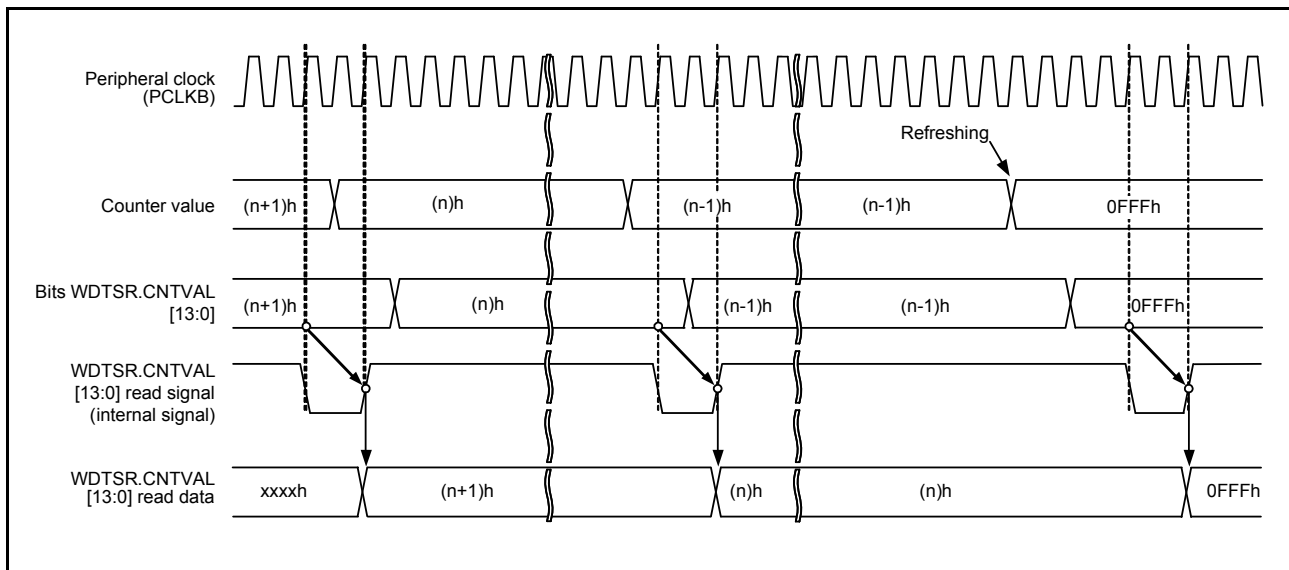 Peripheral clock
(PCLKB)
Refreshing
Counter value
(n+1)h
(n)h
(n-1)h
(n-1)h
0FFFh
Bits WDTSR.CNTVAL
[13:0]
(n+1)h
(n)h
(n-1)h
(n-1)h
0FFFh
WDTSR.CNTVAL
[13:0] read signal
(internal signal)
WDTSR.CNTVAL
[13:0] read data
xxxxh
(n+1)h
(n)h
(n)h
0FFFh